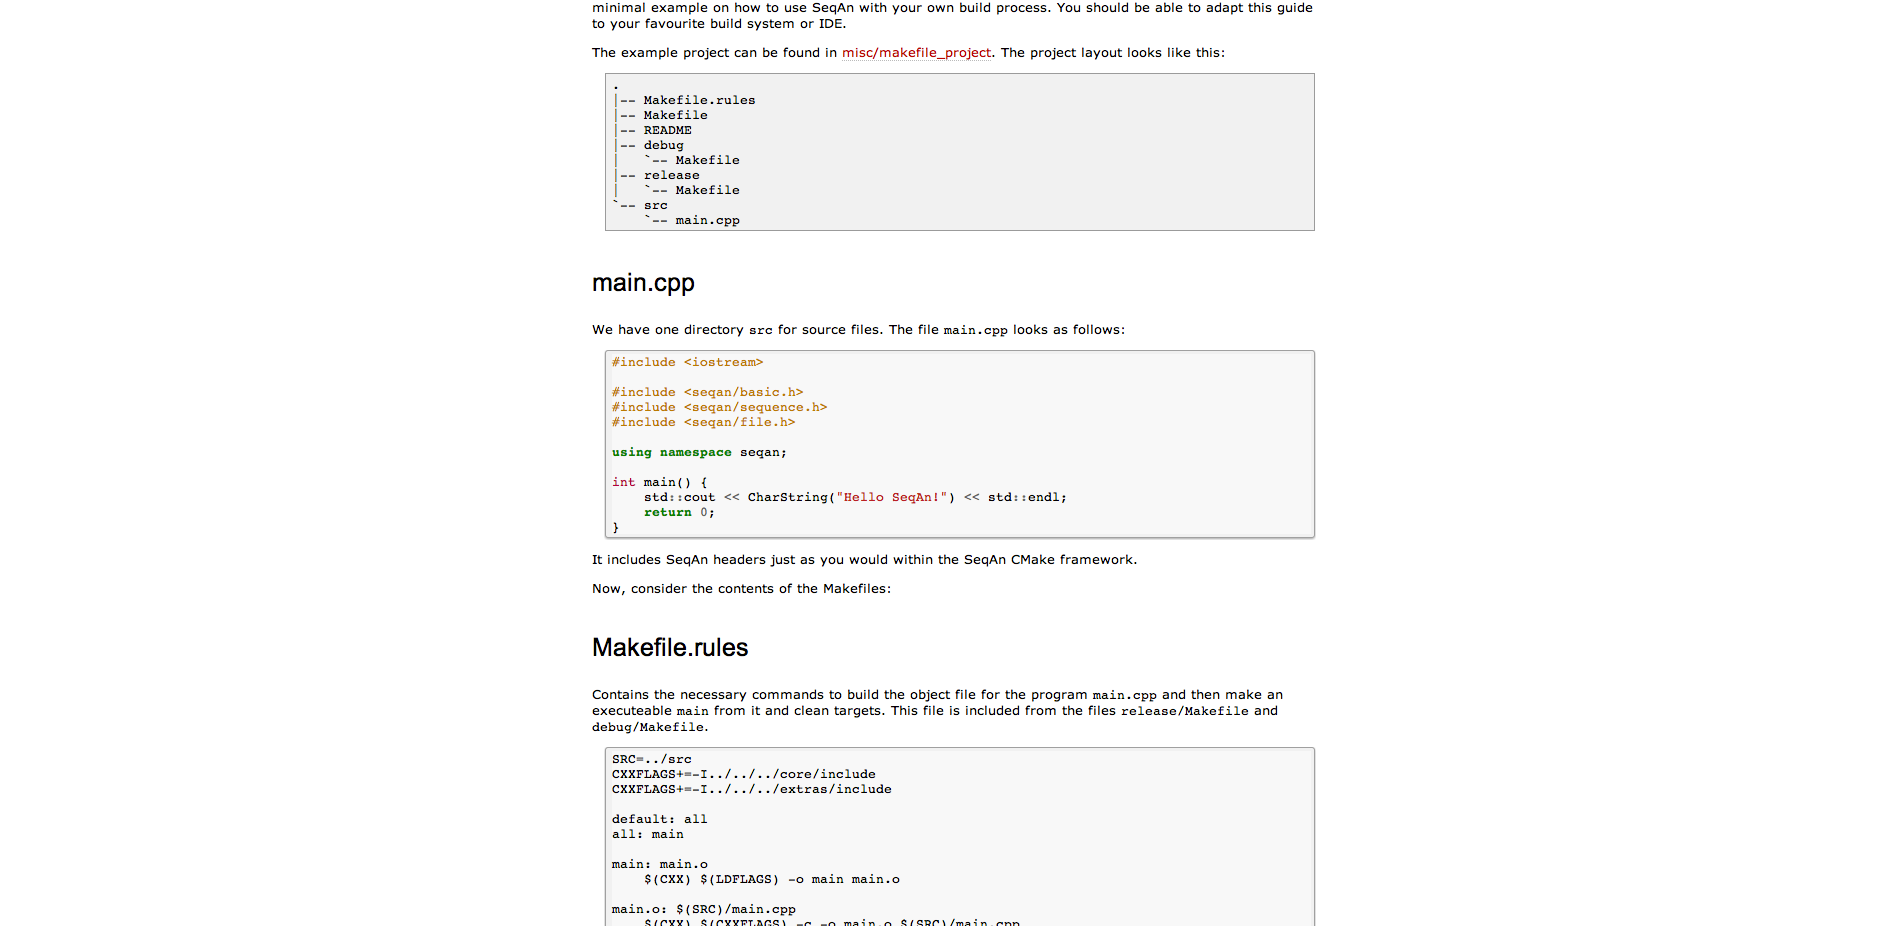 minimal example on how to use SeqAn with your own build process. You should be able to adapt this guide
to your favourite build system or IDE.
The example project can be found in misc/makefile_project. The project layout looks like this:
.
|-- Makefile.rules
|-- Makefile
|-- README
|-- debug
|   `-- Makefile
|-- release
|   `-- Makefile
`-- src
    `-- main.cpp
main.cpp
We have one directory src for source files. The file main.cpp looks as follows:
#include <iostream>
#include <seqan/basic.h>
#include <seqan/sequence.h>
#include <seqan/file.h>
using namespace seqan;
int main() {
    std::cout << CharString("Hello SeqAn!") << std::endl;
    return 0;
}
It includes SeqAn headers just as you would within the SeqAn CMake framework.
Now, consider the contents of the Makefiles:
Makefile.rules
Contains the necessary commands to build the object file for the program main.cpp and then make an
executeable main from it and clean targets. This file is included from the files release/Makefile and
debug/Makefile.
SRC=../src
CXXFLAGS+=-I../../../core/include
CXXFLAGS+=-I../../../extras/include
default: all
all: main
main: main.o
    $(CXX) $(LDFLAGS) -o main main.o
main.o: $(SRC)/main.cpp
    $(CXX) $(CXXFLAGS) -c -o main.o $(SRC)/main.cpp